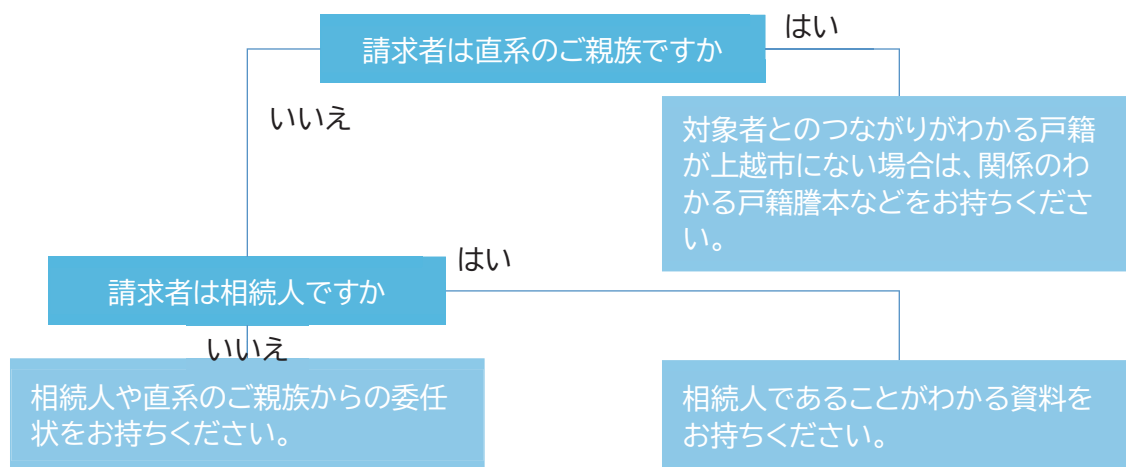 請求者は直系のご親族ですか
はい
いいえ
対象者とのつながりがわかる戸籍
が上越市にない場合は、関係のわ
かる戸籍謄本などをお持ちくださ
い。
請求者は相続人ですか
はい
いいえ
相続人や直系のご親族からの委任
状をお持ちください。
相続人であることがわかる資料を
お持ちください。